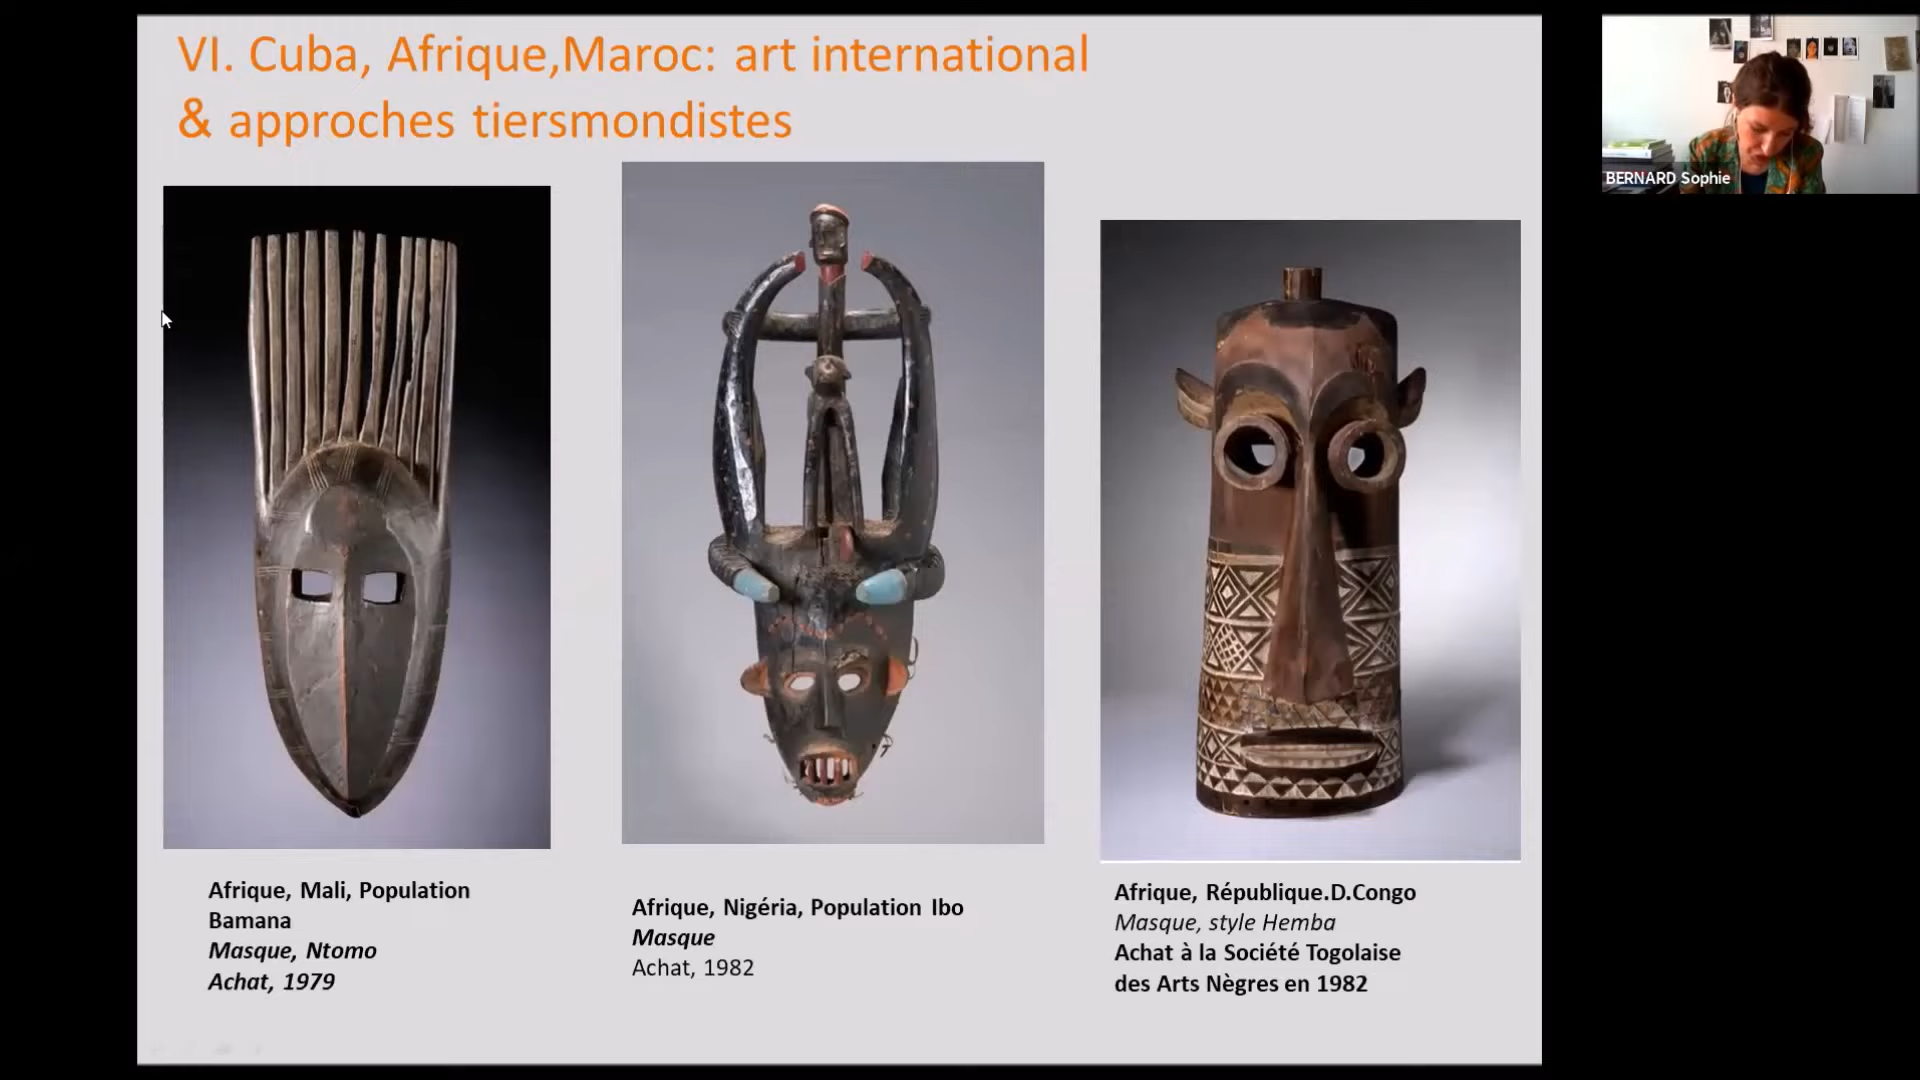 VI. Cuba, Afrique,Maroc: art international
& approches tiersmondistes
BERNARD Sophie
Afrique, Mali, Population
Bamana
Masque, Ntomo
Achat, 1979
Afrique, Nigéria, Population Ibo
Masque
Achat, 1982
Afrique, République.D.Congo
Masque, style Hemba
Achat à la Société Togolaise
des Arts Nègres en 1982